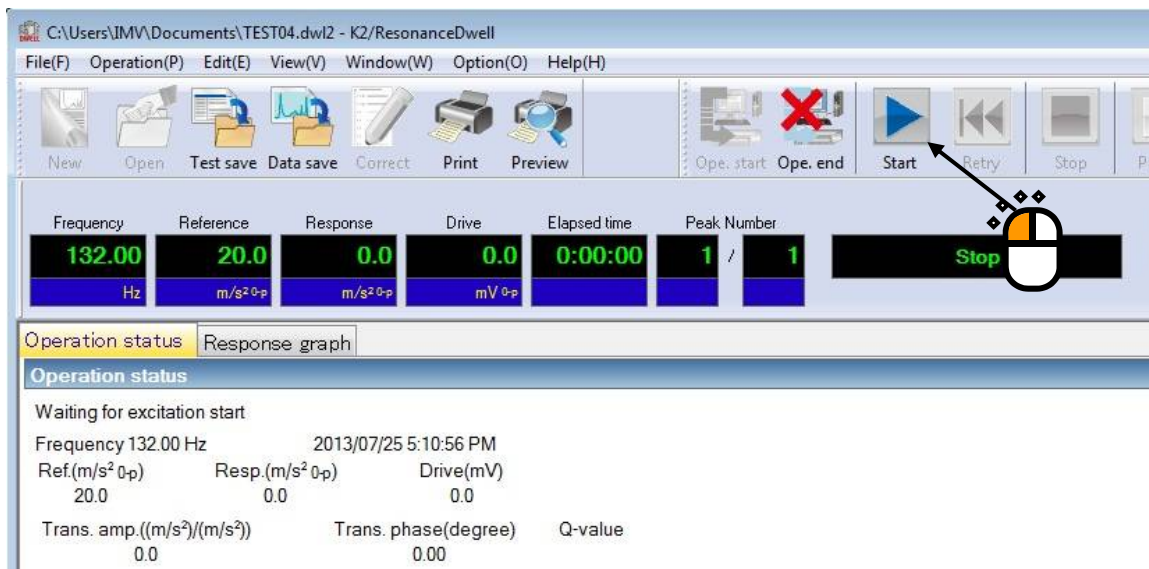 C:\Users\IMV\Documents\TEST04.dwl2 - K2/ResonanceDwell
File(F) Operation(P) Edit(E) View(V) Window(W) Option(O) Help(H)
New Open Test save Data save Correct Print Preview Ope. start Ope. end Start Retry Stop P
Frequency Reference Response Drive Elapsed time Peak Number
132.00 20.0 0.0 0.0 0:00:00 1 / 1 Stop
Hz m/s² 0-p m/s² 0-p mV 0-p
Operation status Response graph
Operation status
Waiting for excitation start
Frequency 132.00 Hz 2013/07/25 5:10:56 PM
Ref.(m/s² 0-p) Resp.(m/s² 0-p) Drive(mV)
20.0 0.0 0.0
Trans. amp.((m/s²)/(m/s²)) Trans. phase(degree) Q-value
0.0 0.00